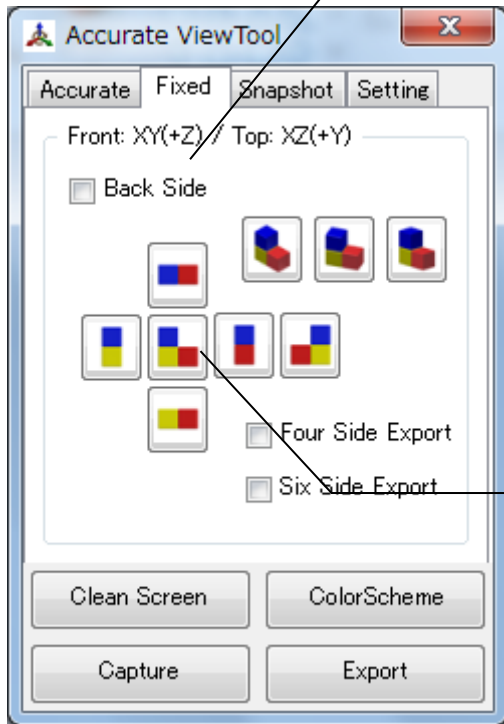 Accurate ViewTool
Accurate Fixed Snapshot Setting
Front: XY(+Z) / Top: XZ(+Y)
Back Side
Four Side Export
Six Side Export
Clean Screen ColorScheme
Capture Export